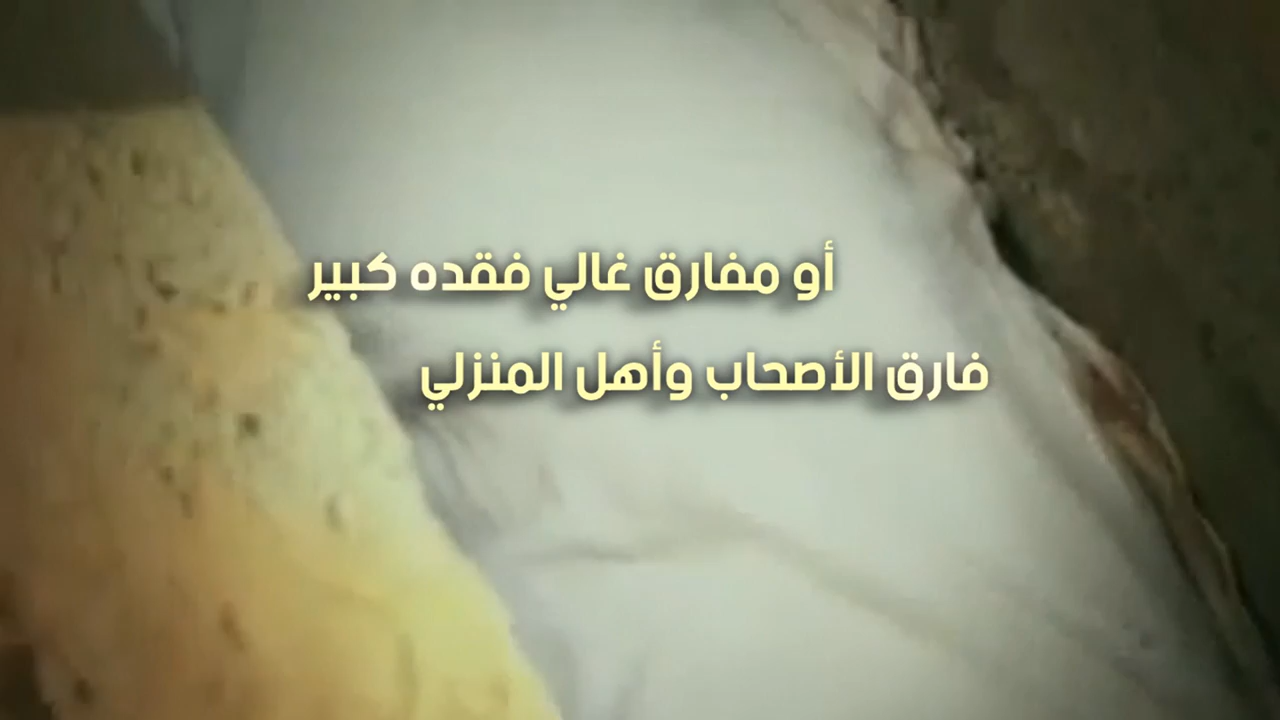 أو مفارق غالي فقده كبير
فارق الأصحاب وأهل المنزلي